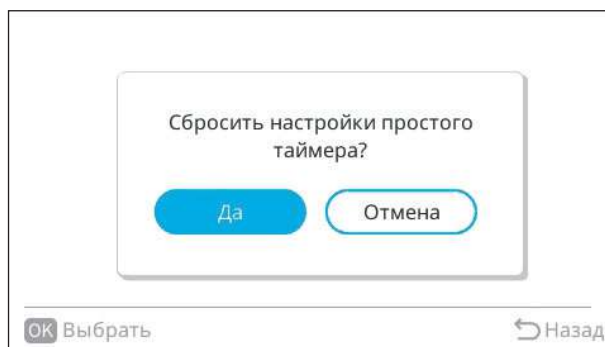 Сбросить настройки простого
таймера?
Да
Отмена
OK Выбрать
Назад